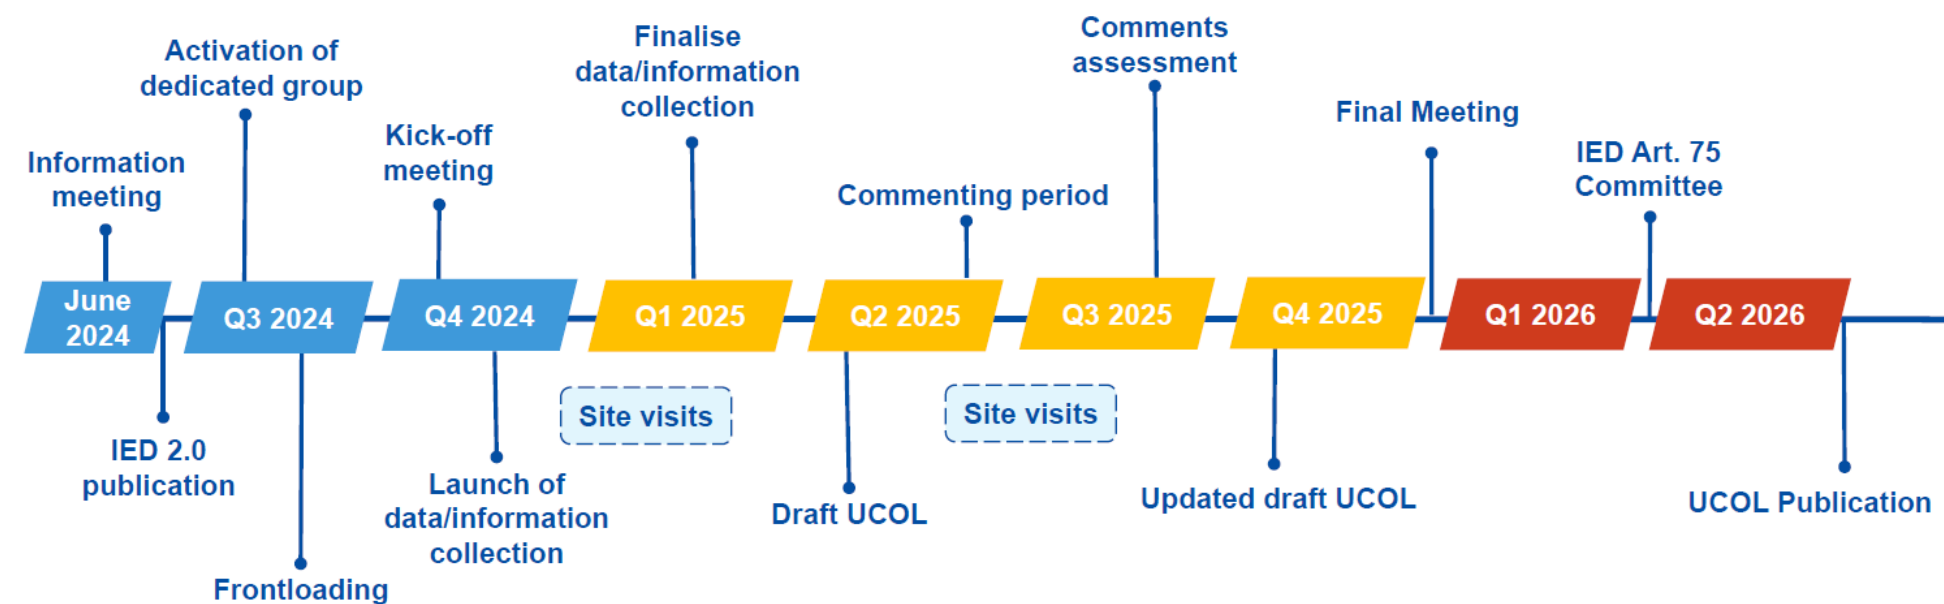 Information
meeting
Activation of
dedicated group
Kick-off
meeting
Finalise
data/information
collection
Commenting period
Comments
assessment
Final Meeting
IED Art. 75
Committee
June
2024
Q3 2024
Q4 2024
Q1 2025
Q2 2025
Q3 2025
Q4 2025
Q1 2026
Q2 2026
Site visits
Site visits
IED 2.0
publication
Frontloading
Launch of
data/information
collection
Draft UCOL
Updated draft UCOL
UCOL Publication